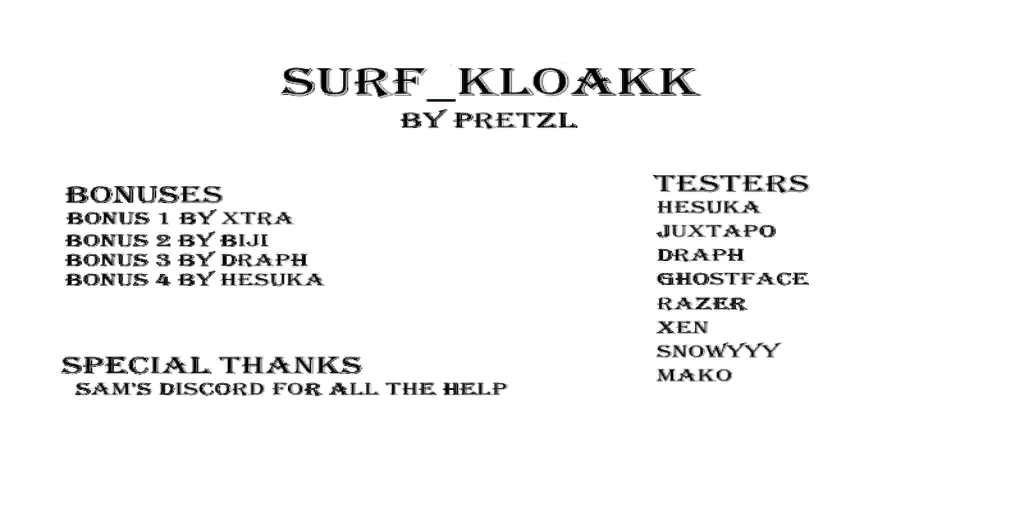 SURF_KLOAKK
BY PRETZL
BONUSES
BONUS 1 BY XTRA
BONUS 2 BY BIJI
BONUS 3 BY DRAPH
BONUS 4 BY HESUKA
SPECIAL THANKS
SAM'S DISCORD FOR ALL THE HELP
TESTERS
HESUKA
JUXTAPO
DRAPH
GHOSTFACE
RAZER
XEN
SNOWYYY
MAKO